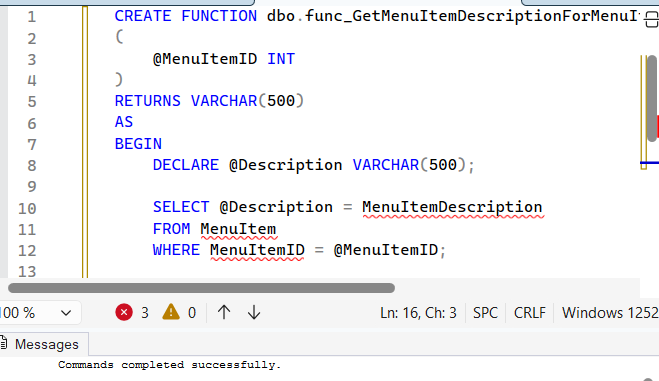 1 CREATE FUNCTION dbo.func_GetMenuItemDescriptionForMenuI
2 (
3 @MenuItemID INT
4 )
5 RETURNS VARCHAR(500)
6 AS
7 BEGIN
8 DECLARE @Description VARCHAR(500);
9
10 SELECT @Description = MenuItemDescription
11 FROM MenuItem
12 WHERE MenuItemID = @MenuItemID;
13
100 % 3 0 Ln: 16, Ch: 3 SPC CRLF Windows 1252
Messages
Commands completed successfully.